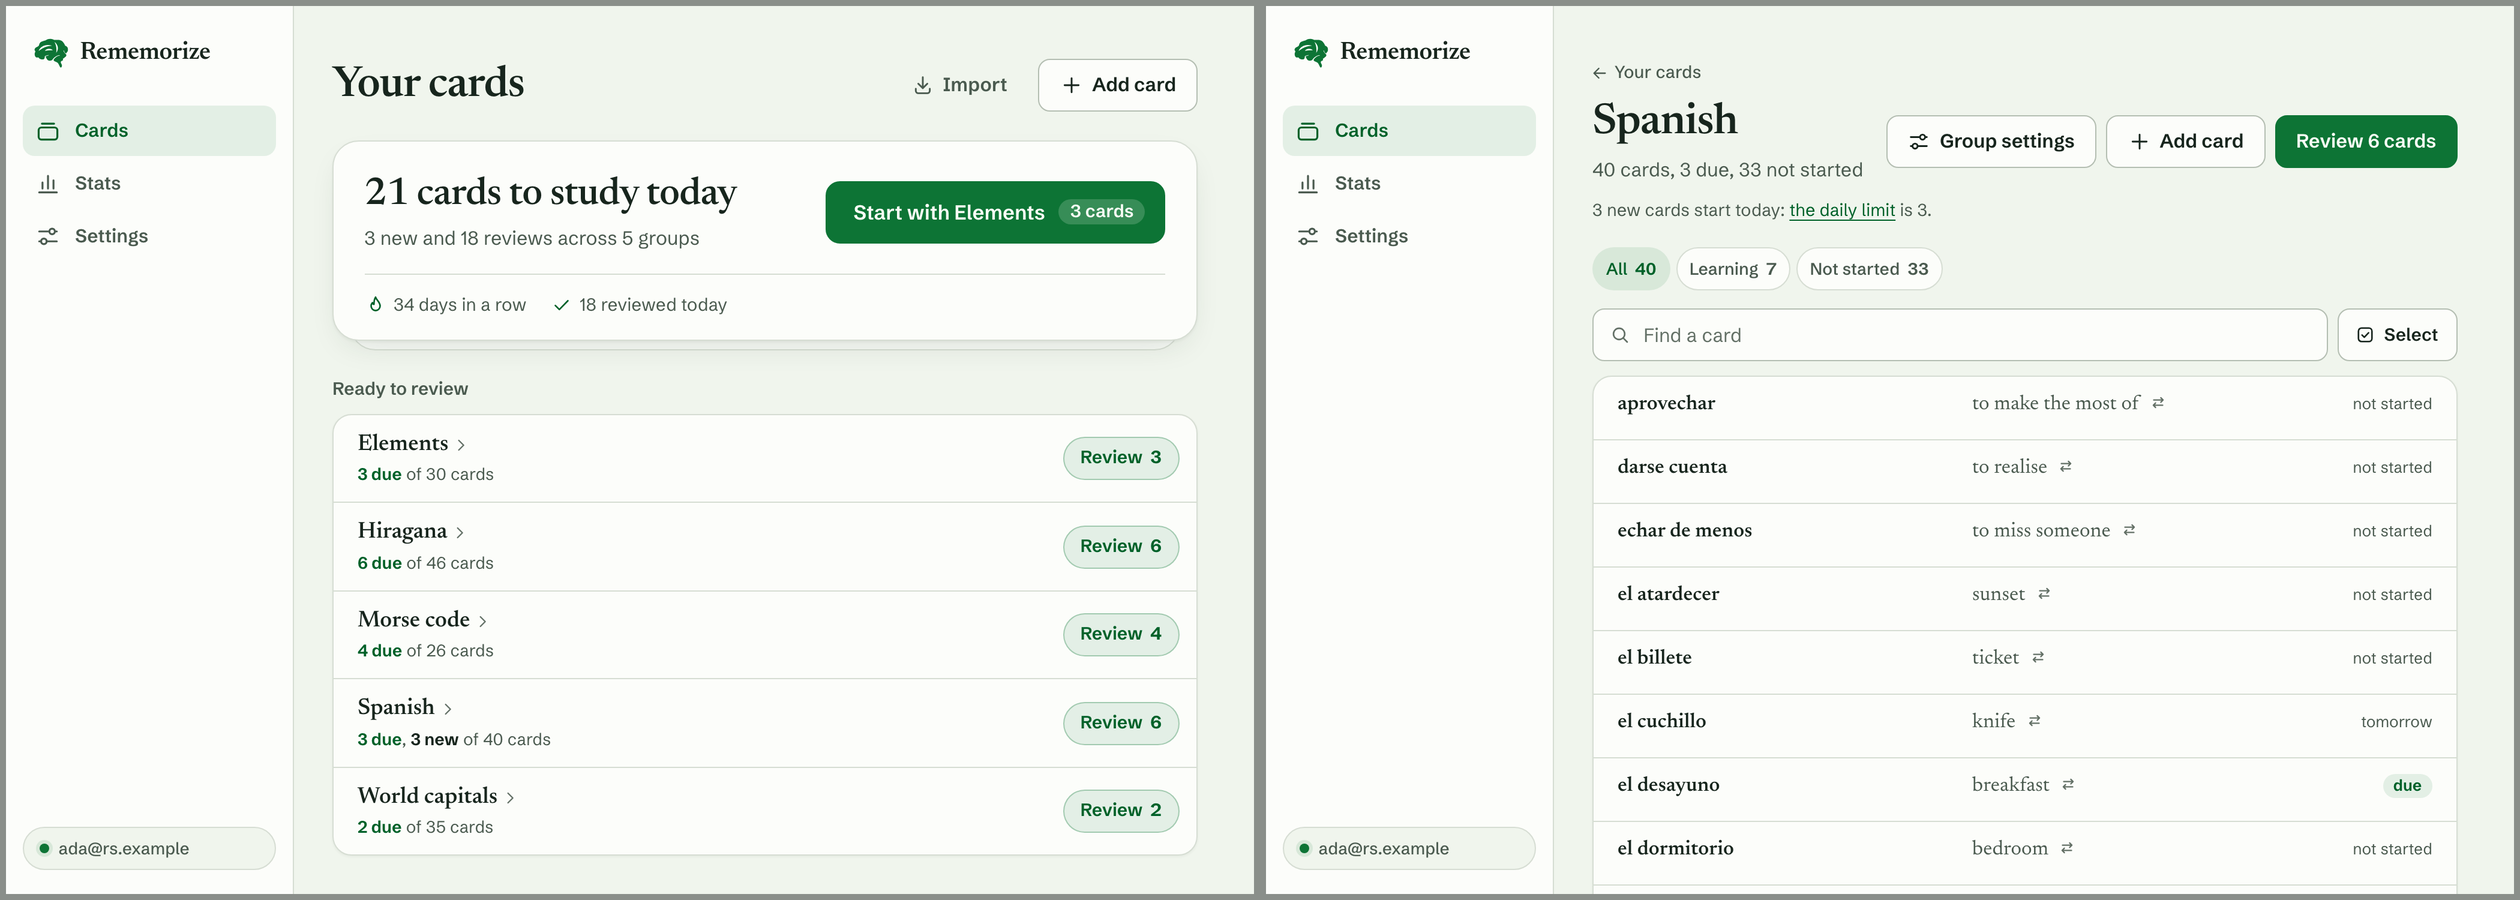 Rememorize
Cards
Stats
Settings
ada@rs.example
Your cards
Import
Add card
21 cards to study today
3 new and 18 reviews across 5 groups
Start with Elements 3 cards
34 days in a row
18 reviewed today
Ready to review
Elements
3 due of 30 cards
Review 3
Hiragana
6 due of 46 cards
Review 6
Morse code
4 due of 26 cards
Review 4
Spanish
3 due, 3 new of 40 cards
Review 6
World capitals
2 due of 35 cards
Review 2
Rememorize
Cards
Stats
Settings
ada@rs.example
Your cards
Spanish
40 cards, 3 due, 33 not started
Group settings
Add card
Review 6 cards
3 new cards start today: the daily limit is 3.
All 40
Learning 7
Not started 33
Find a card
Select
aprovechar to make the most of not started
darse cuenta to realise not started
echar de menos to miss someone not started
el atardecer sunset not started
el billete ticket not started
el cuchillo knife tomorrow
el desayuno breakfast due
el dormitorio bedroom not started